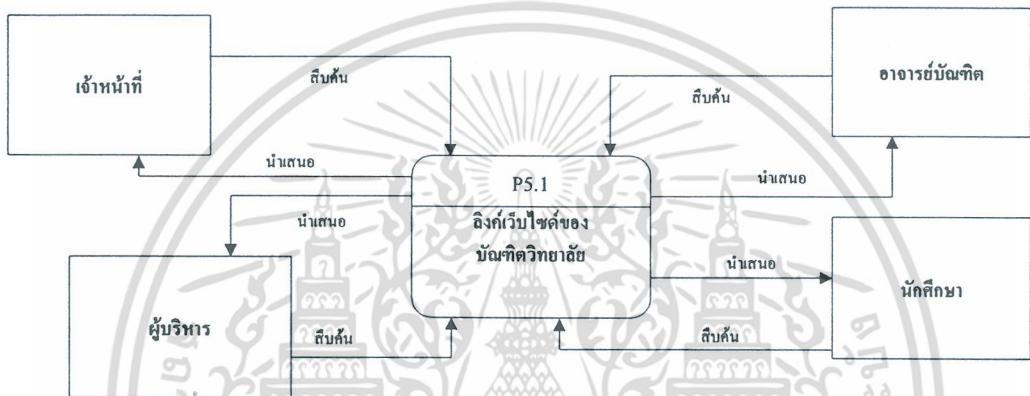 เจ้าหน้าที่
สืบค้น
สืบค้น
อาจารย์บัณฑิต
นำเสนอ
P5.1
นำเสนอ
นำเสนอ
ลิงก์เว็บไซต์ของ
บัณฑิตวิทยาลัย
นำเสนอ
นักศึกษา
ผู้บริหาร
สืบค้น
สืบค้น